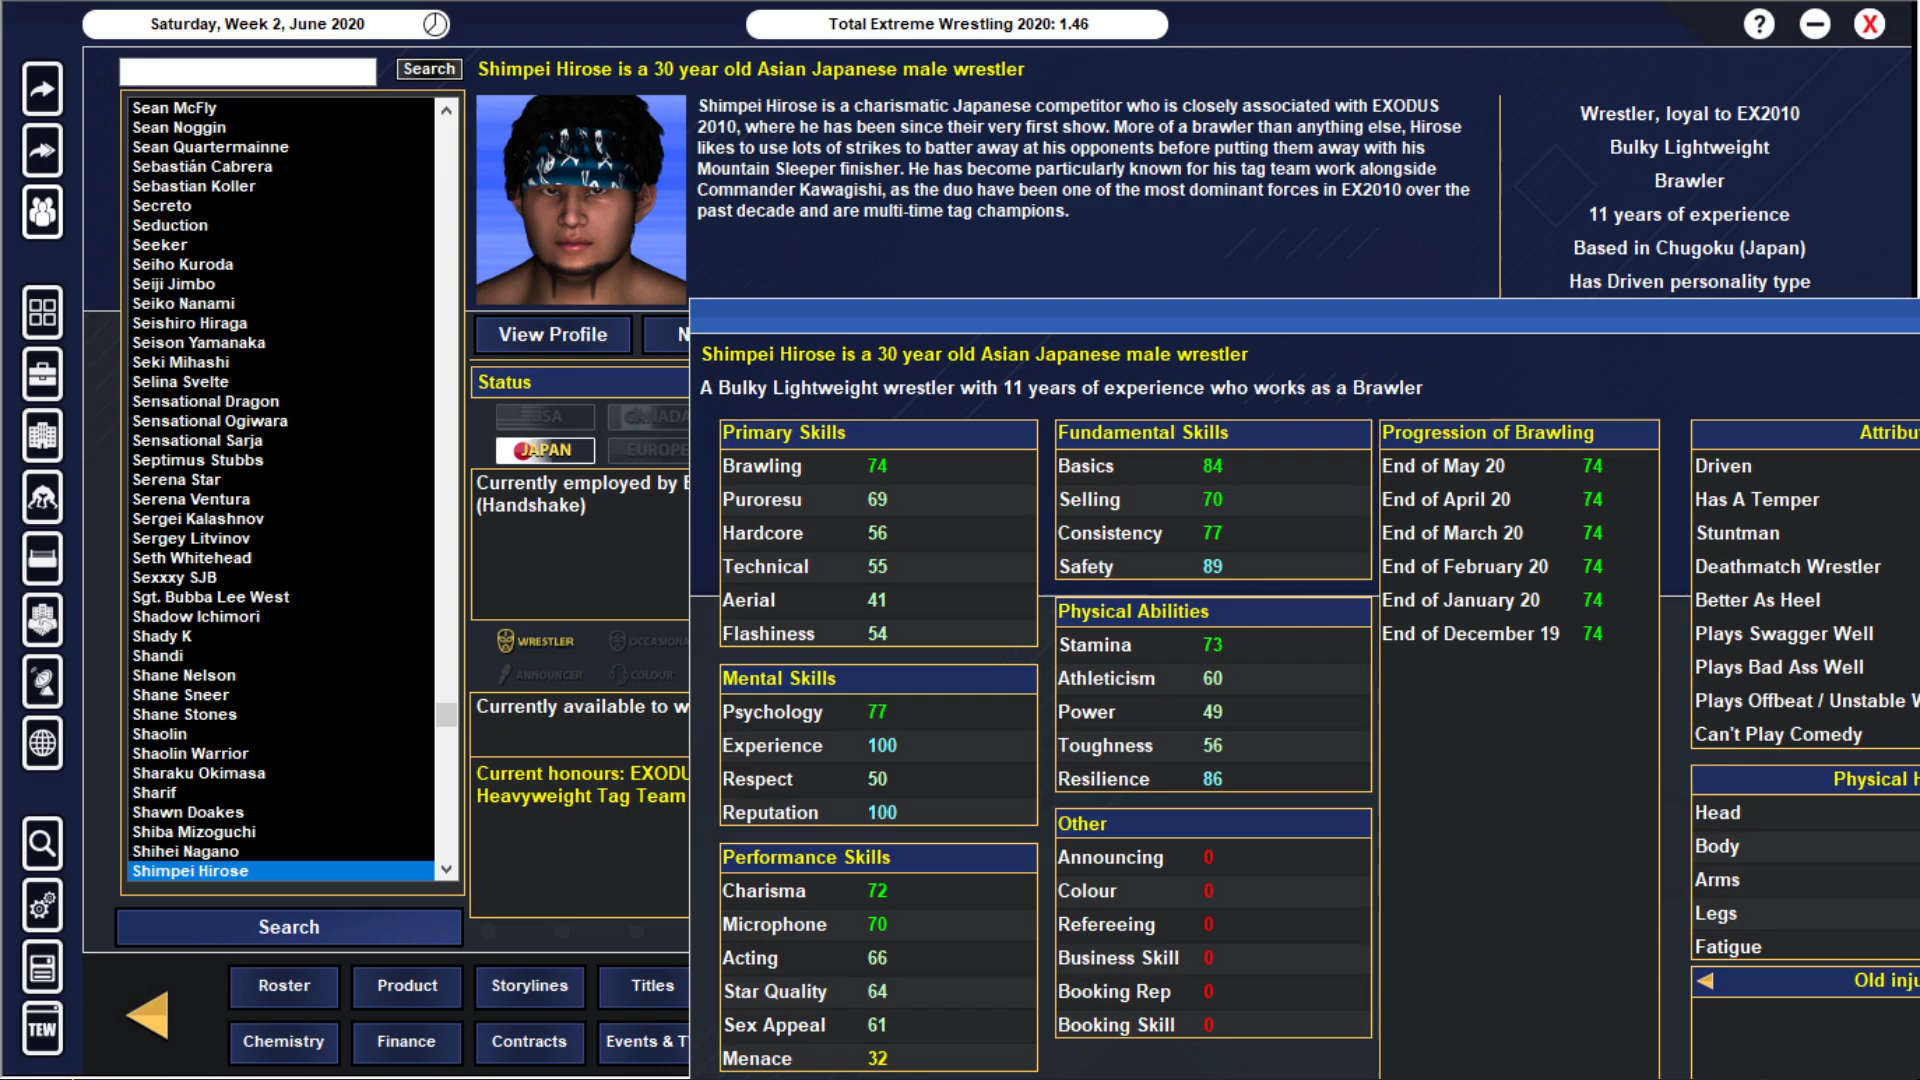 Saturday, Week 2, June 2020
Total Extreme Wrestling 2020: 1.46
?
X
Search
Sean McFly
Sean Noggin
Sean Quartermainne
Sebastián Cabrera
Sebastian Koller
Secreto
Seduction
Seeker
Seiho Kuroda
Seiji Jimbo
Seiko Nanami
Seishiro Hiraga
Seison Yamanaka
Seki Mihashi
Selina Svelte
Sensational Dragon
Sensational Ogiwara
Sensational Sarja
Septimus Stubbs
Serena Star
Serena Ventura
Sergei Kalashnov
Sergey Litvinov
Seth Whitehead
Sexxxy SJB
Sgt. Bubba Lee West
Shadow Ichimori
Shady K
Shandi
Shane Nelson
Shane Sneer
Shane Stones
Shaolin
Shaolin Warrior
Sharaku Okimasa
Sharif
Shawn Doakes
Shiba Mizoguchi
Shihei Nagano
Shimpei Hirose
Search
Shimpei Hirose is a 30 year old Asian Japanese male wrestler
Shimpei Hirose is a charismatic Japanese competitor who is closely associated with EXODUS
2010, where he has been since their very first show. More of a brawler than anything else, Hirose
likes to use lots of strikes to batter away at his opponents before putting them away with his
Mountain Sleeper finisher. He has become particularly known for his tag team work alongside
Commander Kawagishi, as the duo have been one of the most dominant forces in EX2010 over the
past decade and are multi-time tag champions.
Wrestler, loyal to EX2010
Bulky Lightweight
Brawler
11 years of experience
Based in Chugoku (Japan)
Has Driven personality type
View Profile
N
Status
USA
CANADA
JAPAN
EUROPE
Currently employed by E
(Handshake)
WRESTLER
OCCASIONA
ANNOUNCER
COLOUR
Currently available to w
Current honours: EXODU
Heavyweight Tag Team
Shimpei Hirose is a 30 year old Asian Japanese male wrestler
A Bulky Lightweight wrestler with 11 years of experience who works as a Brawler
Primary Skills
Brawling 74
Puroresu 69
Hardcore 56
Technical 55
Aerial 41
Flashiness 54
Mental Skills
Psychology 77
Experience 100
Respect 50
Reputation 100
Performance Skills
Charisma 72
Microphone 70
Acting 66
Star Quality 64
Sex Appeal 61
Menace 32
Fundamental Skills
Basics 84
Selling 70
Consistency 77
Safety 89
Physical Abilities
Stamina 73
Athleticism 60
Power 49
Toughness 56
Resilience 86
Other
Announcing 0
Colour 0
Refereeing 0
Business Skill 0
Booking Rep 0
Booking Skill 0
Progression of Brawling
End of May 20 74
End of April 20 74
End of March 20 74
End of February 20 74
End of January 20 74
End of December 19 74
Attribut
Driven
Has A Temper
Stuntman
Deathmatch Wrestler
Better As Heel
Plays Swagger Well
Plays Bad Ass Well
Plays Offbeat / Unstable W
Can't Play Comedy
Physical H
Head
Body
Arms
Legs
Fatigue
Old inju
Roster
Product
Storylines
Titles
Chemistry
Finance
Contracts
Events & T
TEW